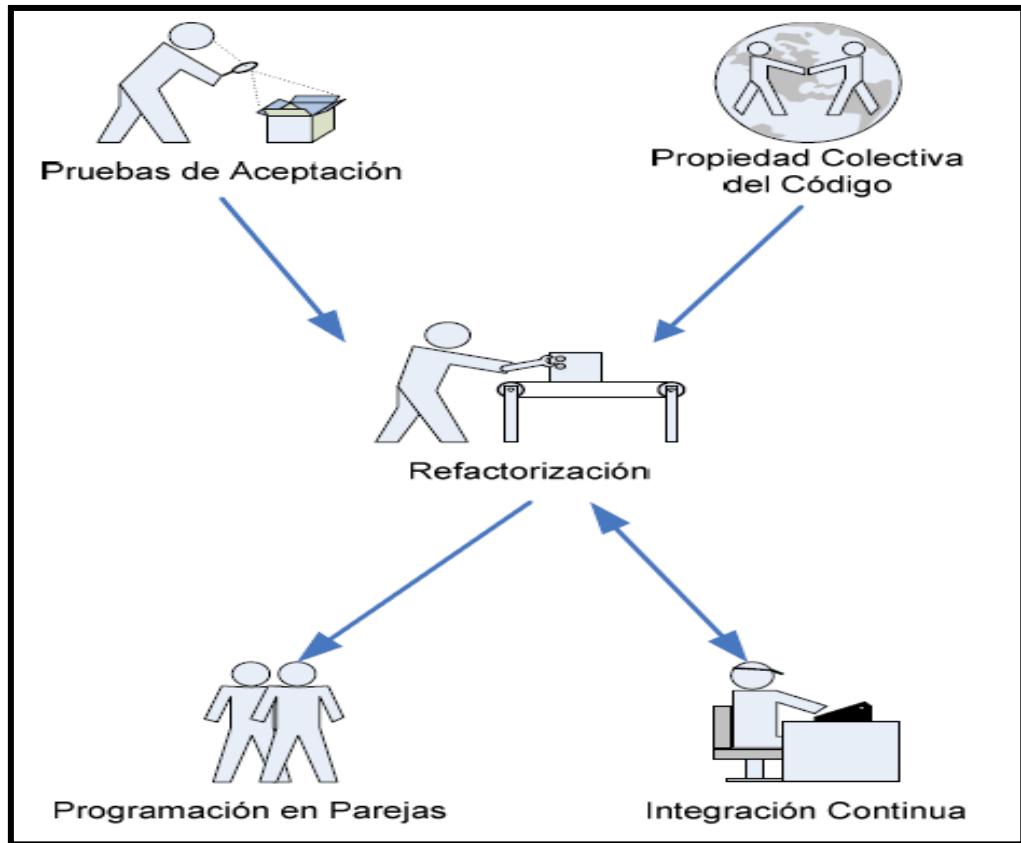 Pruebas de Aceptación
Propiedad Colectiva
del Código
Refactorización
Programación en Parejas
Integración Continua